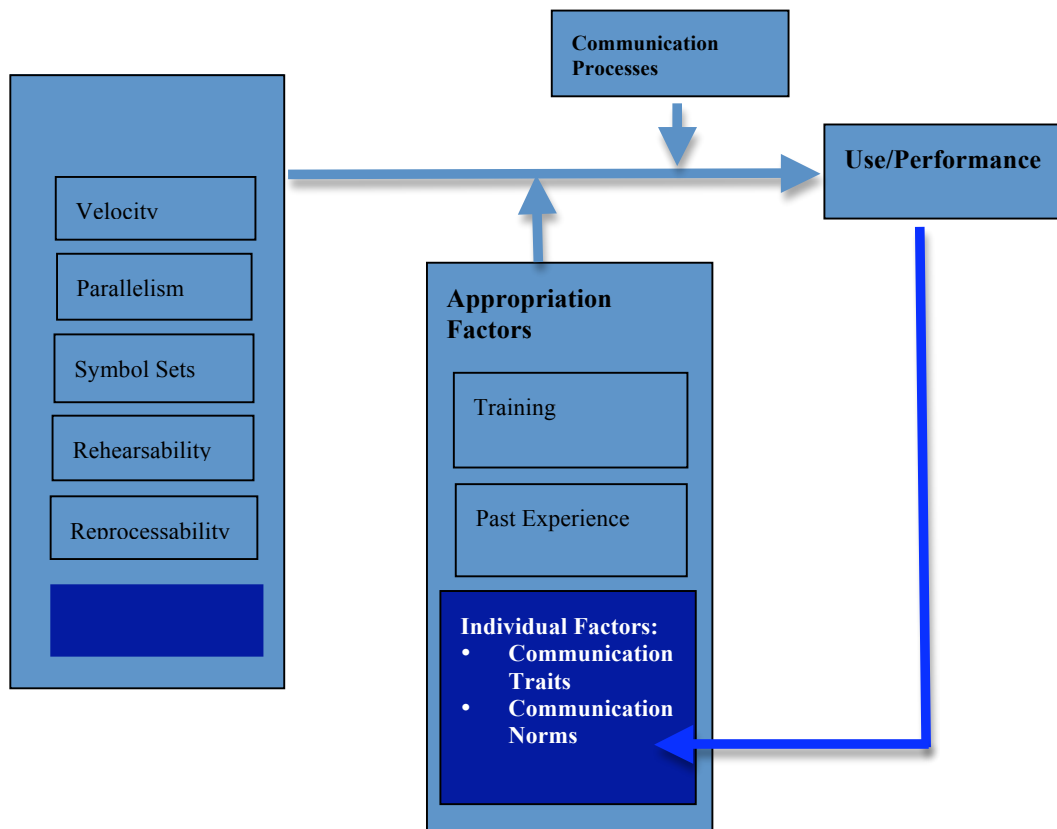 Communication
Processes
Use/Performance
Velocity
Parallelism
Symbol Sets
Rehearsability
Reprocessability
Appropriation
Factors
Training
Past Experience
Individual Factors:
• Communication
Traits
• Communication
Norms